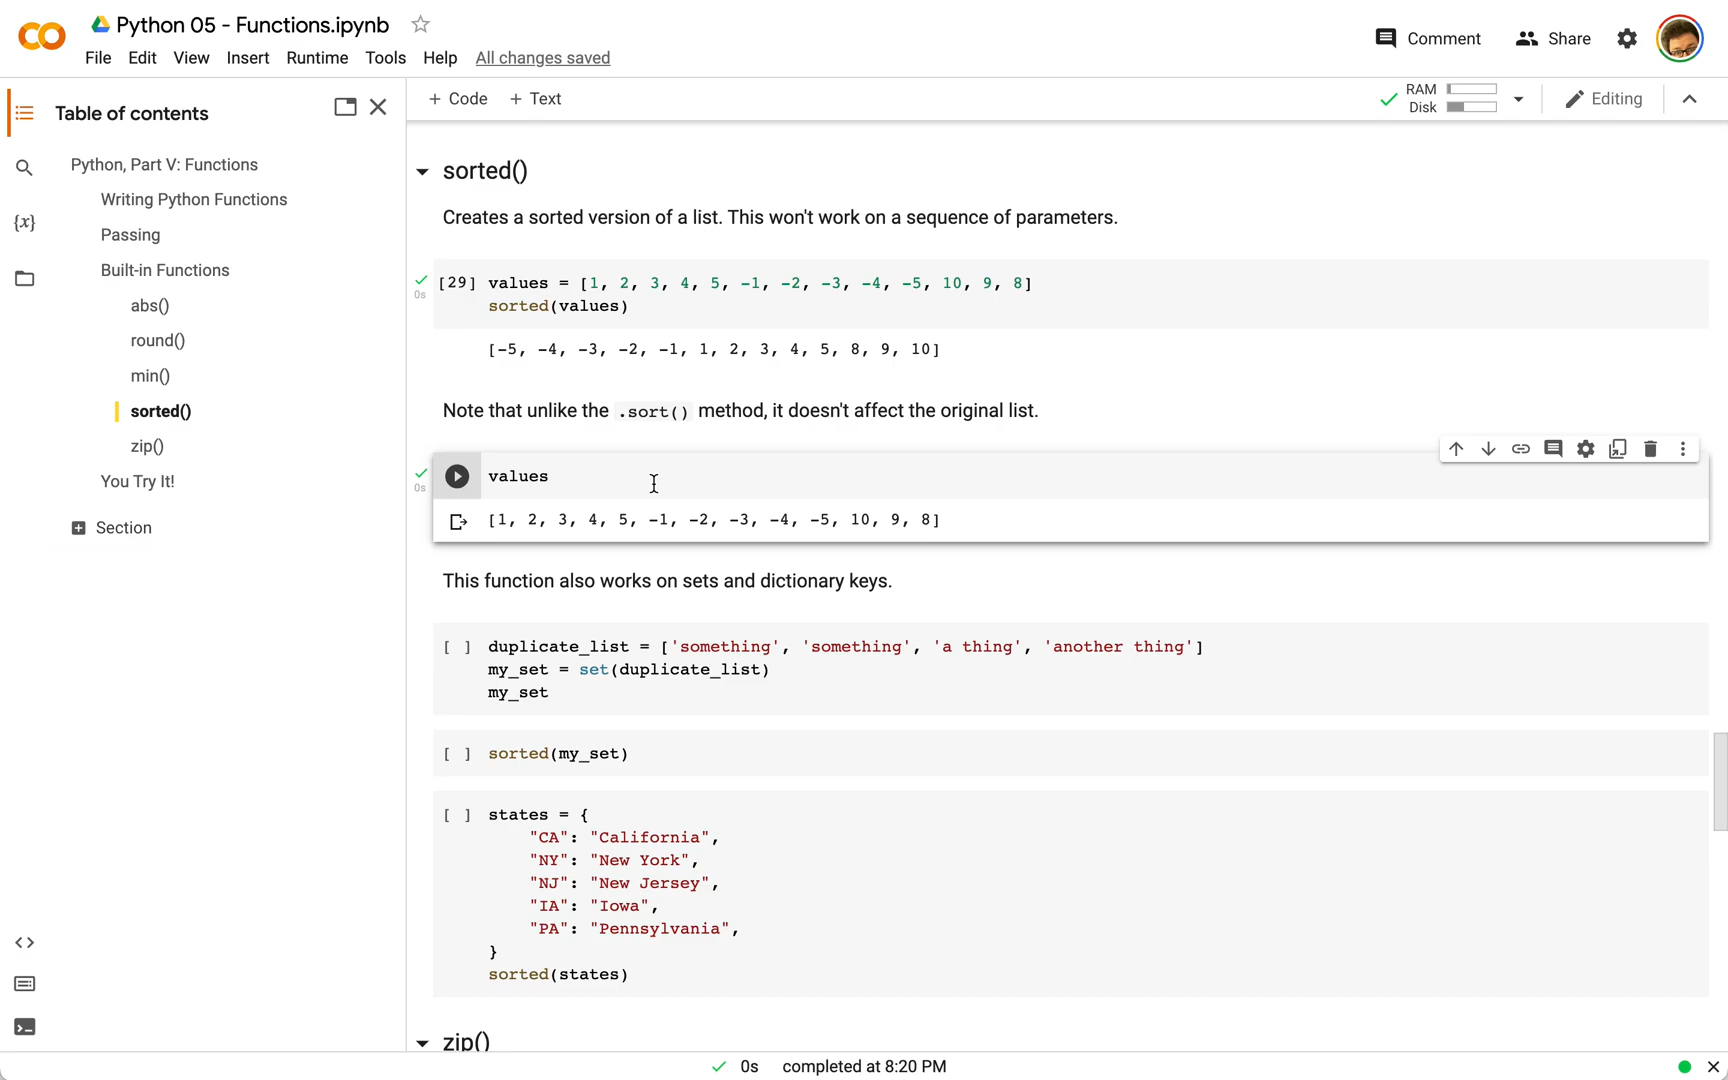 Python 05 - Functions.ipynb
File Edit View Insert Runtime Tools Help All changes saved
Comment Share
Table of contents
Python, Part V: Functions
Writing Python Functions
Passing
Built-in Functions
abs()
round()
min()
sorted()
zip()
You Try It!
Section
+ Code + Text
RAM
Disk
Editing
sorted()
Creates a sorted version of a list. This won't work on a sequence of parameters.
[29] values = [1, 2, 3, 4, 5, -1, -2, -3, -4, -5, 10, 9, 8]
0s
sorted(values)
[-5, -4, -3, -2, -1, 1, 2, 3, 4, 5, 8, 9, 10]
Note that unlike the .sort() method, it doesn't affect the original list.
values
0s
[1, 2, 3, 4, 5, -1, -2, -3, -4, -5, 10, 9, 8]
This function also works on sets and dictionary keys.
[ ] duplicate_list = ['something', 'something', 'a thing', 'another thing']
my_set = set(duplicate_list)
my_set
[ ] sorted(my_set)
[ ] states = {
"CA": "California",
"NY": "New York",
"NJ": "New Jersey",
"IA": "Iowa",
"PA": "Pennsylvania",
}
sorted(states)
zip()
0s completed at 8:20 PM